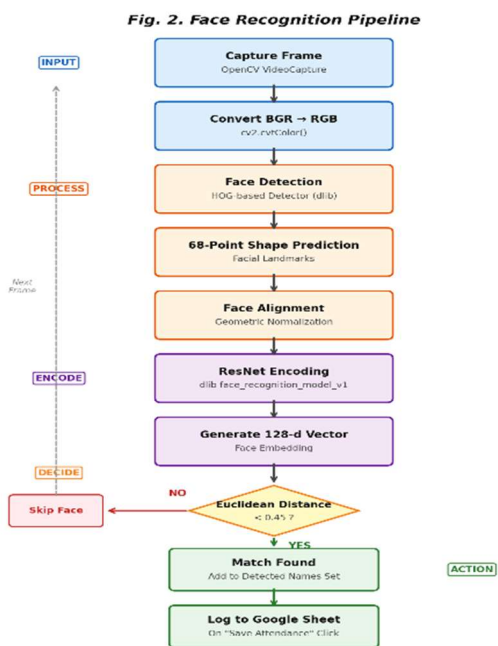 Fig. 2. Face Recognition Pipeline
INPUT
Capture Frame
OpenCV VideoCapture
Convert BGR → RGB
cv2.cvtColor()
PROCESS
Face Detection
HOG-based Detector (dlib)
68-Point Shape Prediction
Facial Landmarks
Next
Frame
Face Alignment
Geometric Normalization
ENCODE
ResNet Encoding
dlib face_recognition_model_v1
Generate 128-d Vector
Face Embedding
DECIDE
NO
Skip Face
Euclidean Distance
< 0.45 ?
YES
Match Found
Add to Detected Names Set
ACTION
Log to Google Sheet
On "Save Attendance" Click